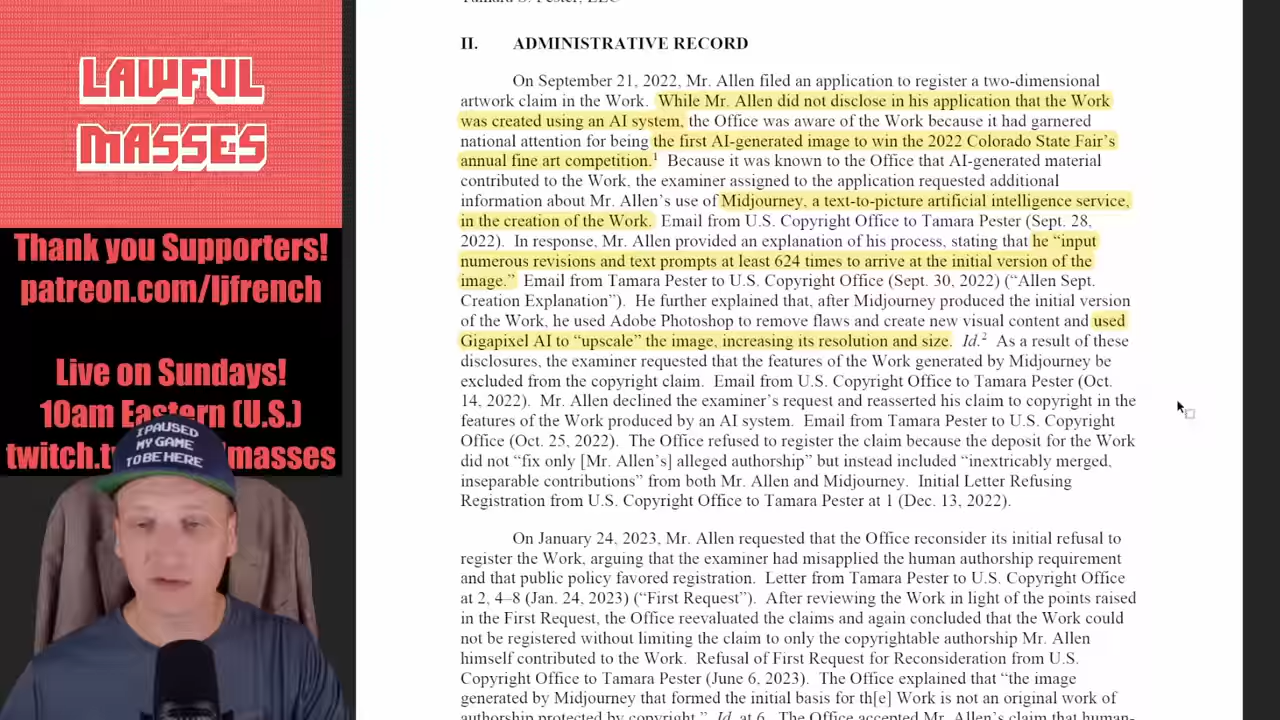 LAWFUL
MASSES
Thank you Supporters!
patreon.com/ljfrench
Live on Sundays!
10am Eastern (U.S.)
twitch.t masses
I PAUSED
MY GAME
TO BE HERE
II. ADMINISTRATIVE RECORD
On September 21, 2022, Mr. Allen filed an application to register a two-dimensional
artwork claim in the Work. While Mr. Allen did not disclose in his application that the Work
was created using an AI system, the Office was aware of the Work because it had garnered
national attention for being the first AI-generated image to win the 2022 Colorado State Fair’s
annual fine art competition.1 Because it was known to the Office that AI-generated material
contributed to the Work, the examiner assigned to the application requested additional
information about Mr. Allen’s use of Midjourney, a text-to-picture artificial intelligence service,
in the creation of the Work. Email from U.S. Copyright Office to Tamara Pester (Sept. 28,
2022). In response, Mr. Allen provided an explanation of his process, stating that he “input
numerous revisions and text prompts at least 624 times to arrive at the initial version of the
image.” Email from Tamara Pester to U.S. Copyright Office (Sept. 30, 2022) (“Allen Sept.
Creation Explanation”). He further explained that, after Midjourney produced the initial version
of the Work, he used Adobe Photoshop to remove flaws and create new visual content and used
Gigapixel AI to “upscale” the image, increasing its resolution and size. Id.2 As a result of these
disclosures, the examiner requested that the features of the Work generated by Midjourney be
excluded from the copyright claim. Email from U.S. Copyright Office to Tamara Pester (Oct.
14, 2022). Mr. Allen declined the examiner’s request and reasserted his claim to copyright in the
features of the Work produced by an AI system. Email from Tamara Pester to U.S. Copyright
Office (Oct. 25, 2022). The Office refused to register the claim because the deposit for the Work
did not “fix only [Mr. Allen’s] alleged authorship” but instead included “inextricably merged,
inseparable contributions” from both Mr. Allen and Midjourney. Initial Letter Refusing
Registration from U.S. Copyright Office to Tamara Pester at 1 (Dec. 13, 2022).
On January 24, 2023, Mr. Allen requested that the Office reconsider its initial refusal to
register the Work, arguing that the examiner had misapplied the human authorship requirement
and that public policy favored registration. Letter from Tamara Pester to U.S. Copyright Office
at 2, 4–8 (Jan. 24, 2023) (“First Request”). After reviewing the Work in light of the points raised
in the First Request, the Office reevaluated the claims and again concluded that the Work could
not be registered without limiting the claim to only the copyrightable authorship Mr. Allen
himself contributed to the Work. Refusal of First Request for Reconsideration from U.S.
Copyright Office to Tamara Pester (June 6, 2023). The Office explained that “the image
generated by Midjourney that formed the initial basis for th[e] Work is not an original work of
authorship protected by copyright.” Id. at 6. The Office accepted Mr. Allen’s claim that human-